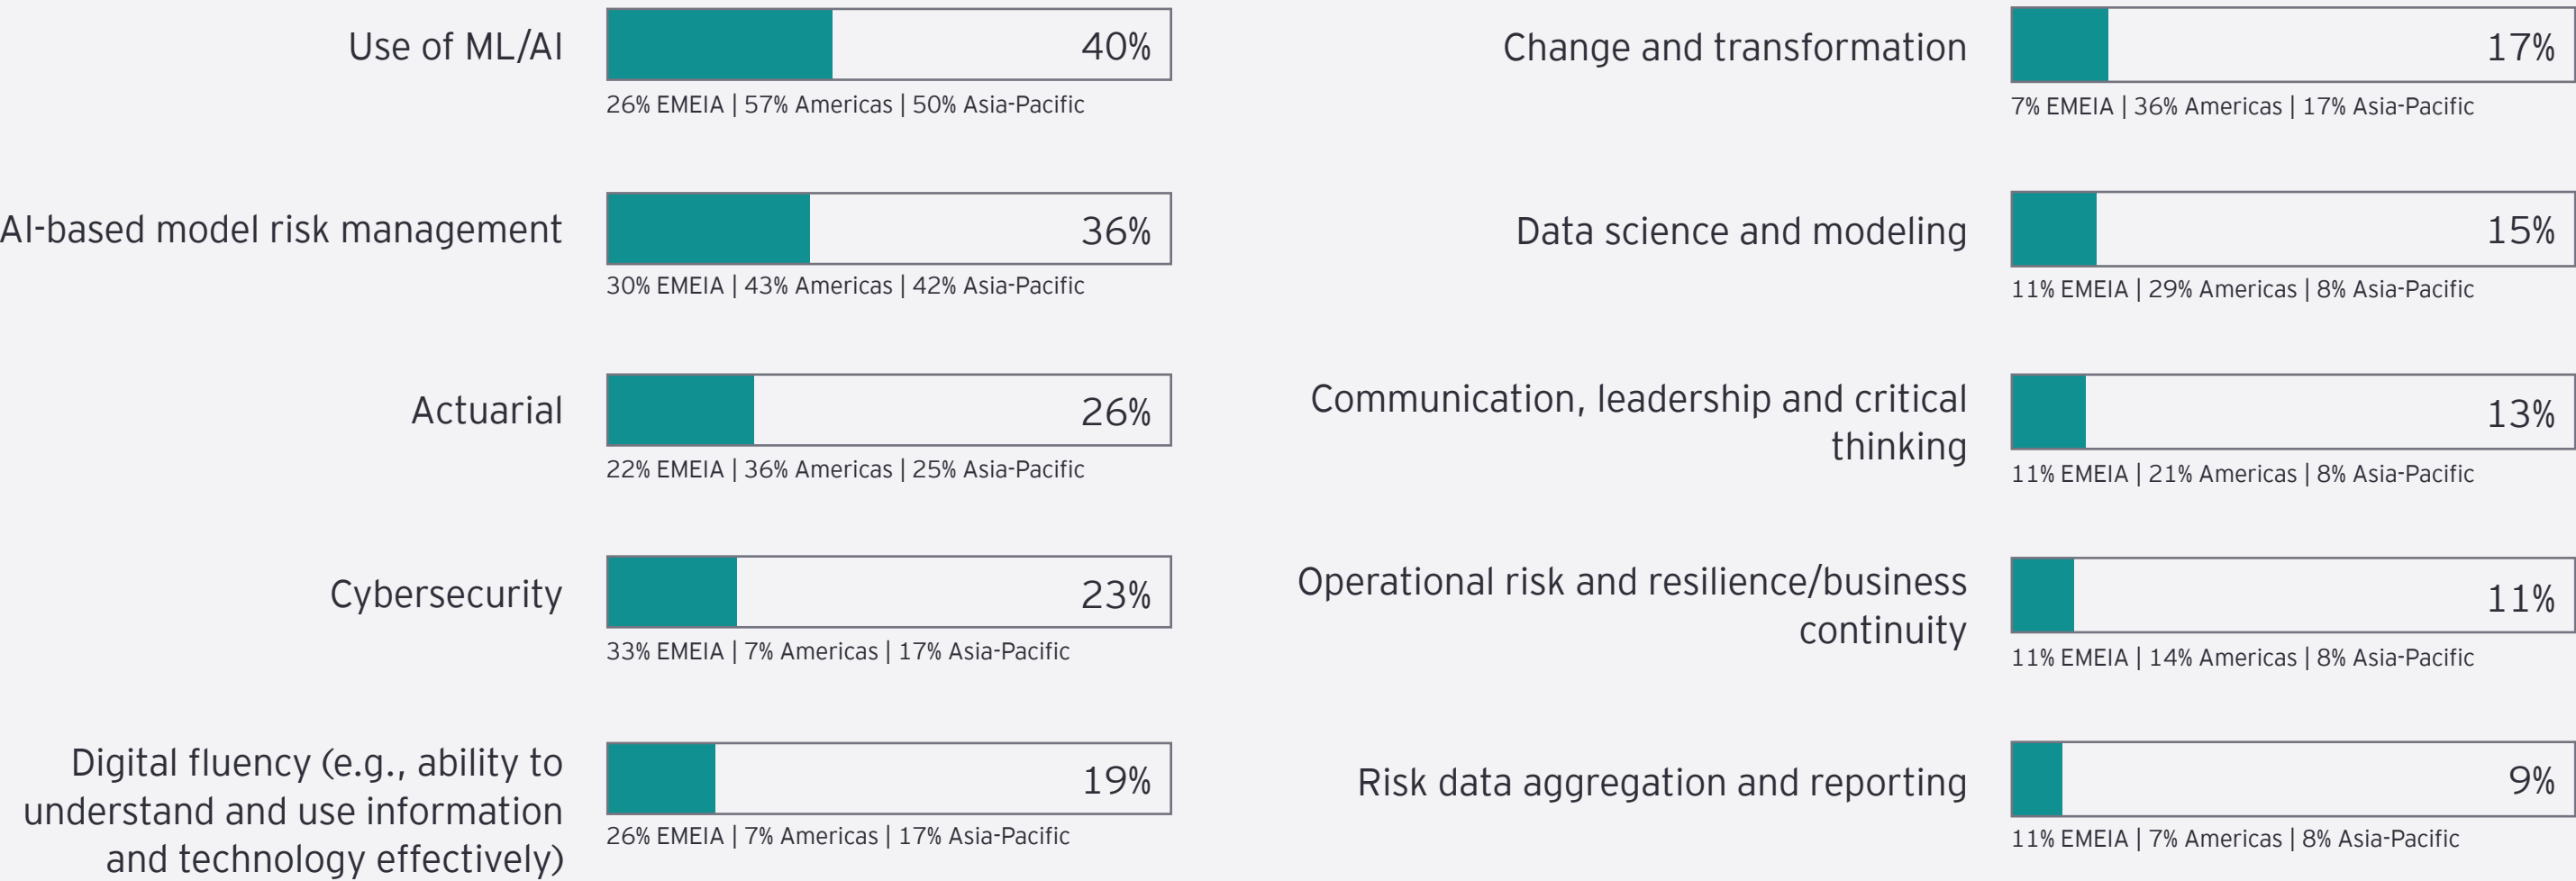 Use of ML/AI
40%
26% EMEIA | 57% Americas | 50% Asia-Pacific
AI-based model risk management
36%
30% EMEIA | 43% Americas | 42% Asia-Pacific
Actuarial
26%
22% EMEIA | 36% Americas | 25% Asia-Pacific
Cybersecurity
23%
33% EMEIA | 7% Americas | 17% Asia-Pacific
Digital fluency (e.g., ability to
understand and use information
and technology effectively)
19%
26% EMEIA | 7% Americas | 17% Asia-Pacific
Change and transformation
17%
7% EMEIA | 36% Americas | 17% Asia-Pacific
Data science and modeling
15%
11% EMEIA | 29% Americas | 8% Asia-Pacific
Communication, leadership and critical
thinking
13%
11% EMEIA | 21% Americas | 8% Asia-Pacific
Operational risk and resilience/business
continuity
11%
11% EMEIA | 14% Americas | 8% Asia-Pacific
Risk data aggregation and reporting
9%
11% EMEIA | 7% Americas | 8% Asia-Pacific